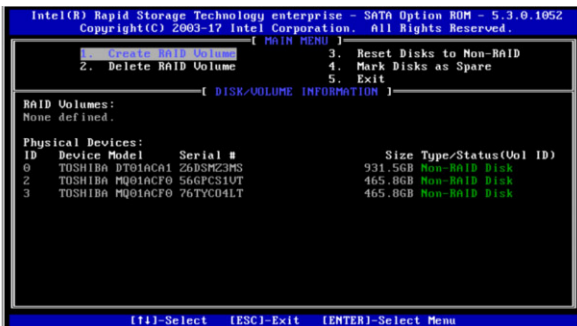 Intel(R) Rapid Storage Technology enterprise - SATA Option ROM - 5.3.0.1052
Copyright(C) 2003-17 Intel Corporation. All Rights Reserved.
[ MAIN MENU ]
1. Create RAID Volume 3. Reset Disks to Non-RAID
2. Delete RAID Volume 4. Mark Disks as Spare
5. Exit
[ DISK/VOLUME INFORMATION ]
RAID Volumes:
None defined.
Physical Devices:
ID Device Model Serial # Size Type/Status(Vol ID)
0 TOSHIBA DT01ACA1 Z6DSMZ3MS 931.5GB Non-RAID Disk
2 TOSHIBA MQ01ACF0 56GPCS1VT 465.8GB Non-RAID Disk
3 TOSHIBA MQ01ACF0 76TYCO4LT 465.8GB Non-RAID Disk
[↑↓]-Select [ESC]-Exit [ENTER]-Select Menu